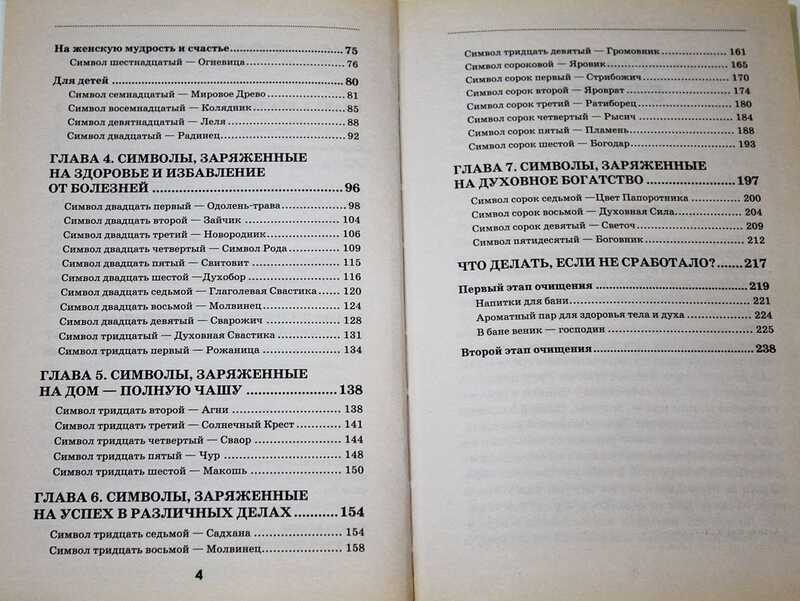 На женскую мудрость и счастье............................75
Символ шестнадцатый — Огневица............................76
Для детей............................80
Символ семнадцатый — Мировое Древо............................81
Символ восемнадцатый — Колядник............................85
Символ девятнадцатый — Леля............................88
Символ двадцатый — Радинец............................92
ГЛАВА 4. СИМВОЛЫ, ЗАРЯЖЕННЫЕ
НА ЗДОРОВЬЕ И ИЗБАВЛЕНИЕ
ОТ БОЛЕЗНЕЙ............................96
Символ двадцать первый — Одолень-трава............................98
Символ двадцать второй — Зайчик............................104
Символ двадцать третий — Новородник............................106
Символ двадцать четвертый — Символ Рода............................109
Символ двадцать пятый — Свитовит............................115
Символ двадцать шестой —Духобор............................116
Символ двадцать седьмой — Глаголевая Свастика............................120
Символ двадцать восьмой — Молвинец............................124
Символ двадцать девятый — Сварожич............................128
Символ тридцатый — Духовная Свастика............................131
Символ тридцать первый — Рожаница............................134
ГЛАВА 5. СИМВОЛЫ, ЗАРЯЖЕННЫЕ
НА ДОМ — ПОЛНУЮ ЧАШУ............................138
Символ тридцать второй — Агни............................138
Символ тридцать третий — Солнечный Крест............................141
Символ тридцать четвертый — Сваор............................144
Символ тридцать пятый — Чур............................148
Символ тридцать шестой — Макошь............................150
ГЛАВА 6. СИМВОЛЫ, ЗАРЯЖЕННЫЕ
НА УСПЕХ В РАЗЛИЧНЫХ ДЕЛАХ............................154
Символ тридцать седьмой — Садхана............................154
Символ тридцать восьмой — Молвинец............................158
4
Символ тридцать девятый — Громовник............................161
Символ сороковой — Яровик............................165
Символ сорок первый — Стрибожич............................170
Символ сорок второй — Яроврат............................174
Символ сорок третий — Ратиборец............................180
Символ сорок четвертый — Рысич............................184
Символ сорок пятый — Пламень............................188
Символ сорок шестой — Богодар............................193
ГЛАВА 7. СИМВОЛЫ, ЗАРЯЖЕННЫЕ
НА ДУХОВНОЕ БОГАТСТВО............................197
Символ сорок седьмой —Цвет Папоротника............................200
Символ сорок восьмой — Духовная Сила............................204
Символ сорок девятый — Светоч............................209
Символ пятидесятый — Боговник............................212
ЧТО ДЕЛАТЬ, ЕСЛИ НЕ СРАБОТАЛО?......217
Первый этап очищения............................219
Напитки для бани............................221
Ароматный пар для здоровья тела и духа............................224
В бане веник — господин............................225
Второй этап очищения............................238